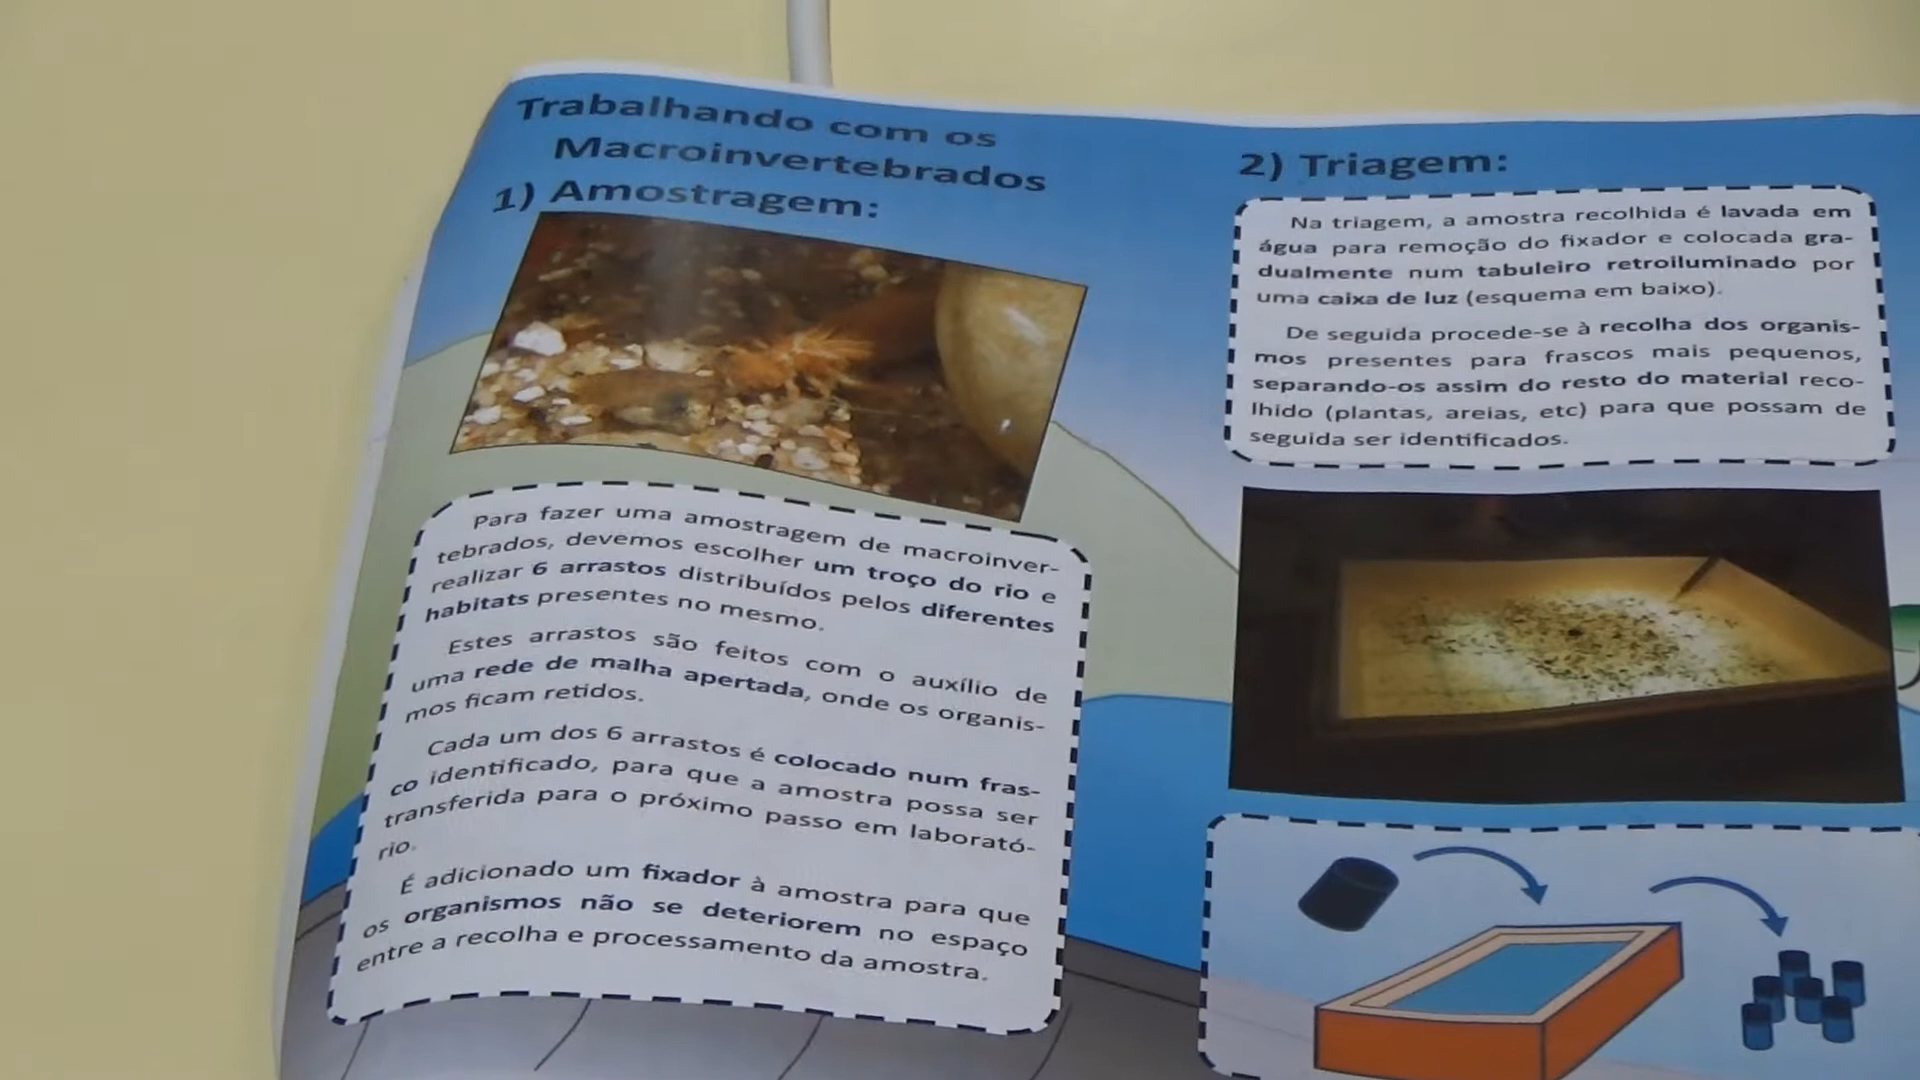 Trabalhando com os
Macroinvertebrados
1) Amostragem:
Para fazer uma amostragem de macroinver-
tebrados, devemos escolher um troço do rio e
realizar 6 arrastos distribuídos pelos diferentes
habitats presentes no mesmo.
Estes arrastos são feitos com o auxílio de
uma rede de malha apertada, onde os organis-
mos ficam retidos.
Cada um dos 6 arrastos é colocado num fras-
co identificado, para que a amostra possa ser
transferida para o próximo passo em laborató-
rio.
É adicionado um fixador à amostra para que
os organismos não se deteriorem no espaço
entre a recolha e processamento da amostra.
2) Triagem:
Na triagem, a amostra recolhida é lavada em
água para remoção do fixador e colocada gra-
dualmente num tabuleiro retroiluminado por
uma caixa de luz (esquema em baixo).
De seguida procede-se à recolha dos organis-
mos presentes para frascos mais pequenos,
separando-os assim do resto do material reco-
lhido (plantas, areias, etc) para que possam de
seguida ser identificados.